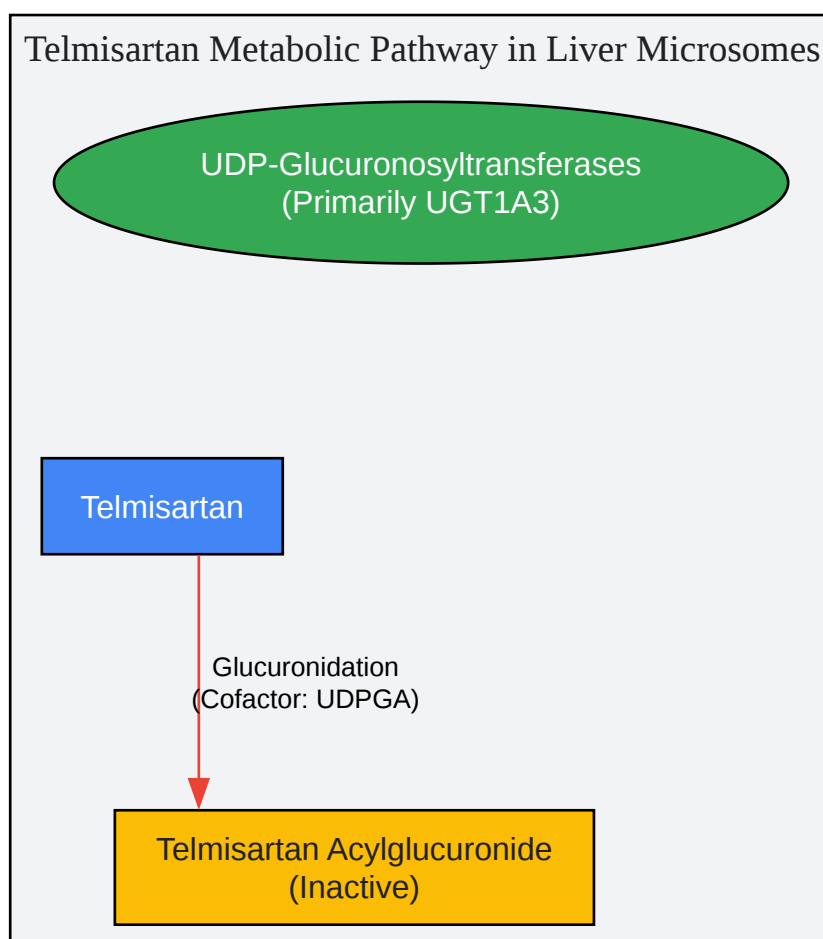 Telmisartan Metabolic Pathway in Liver Microsomes
UDP-Glucuronosyltransferases
(Primarily UGT1A3)
Telmisartan
Glucuronidation
(Cofactor: UDPGA)
Telmisartan Acylglucuronide
(Inactive)